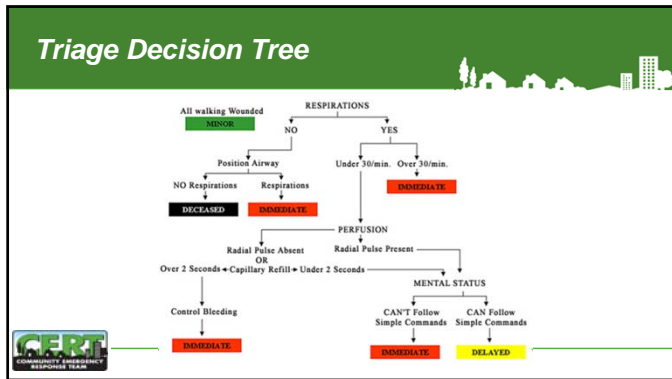 Triage Decision Tree
All walking Wounded
MINOR
RESPIRATIONS
NO
YES
Position Airway
Under 30/min.
Over 30/min.
IMMEDIATE
NO Respirations
Respirations
DECEASED
IMMEDIATE
PERFUSION
Radial Pulse Absent
Radial Pulse Present
OR
Over 2 Seconds
Capillary Refill
Under 2 Seconds
MENTAL STATUS
Control Bleeding
CAN'T Follow
Simple Commands
CAN Follow
Simple Commands
IMMEDIATE
IMMEDIATE
DELAYED
CERT
COMMUNITY EMERGENCY
RESPONSE TEAM